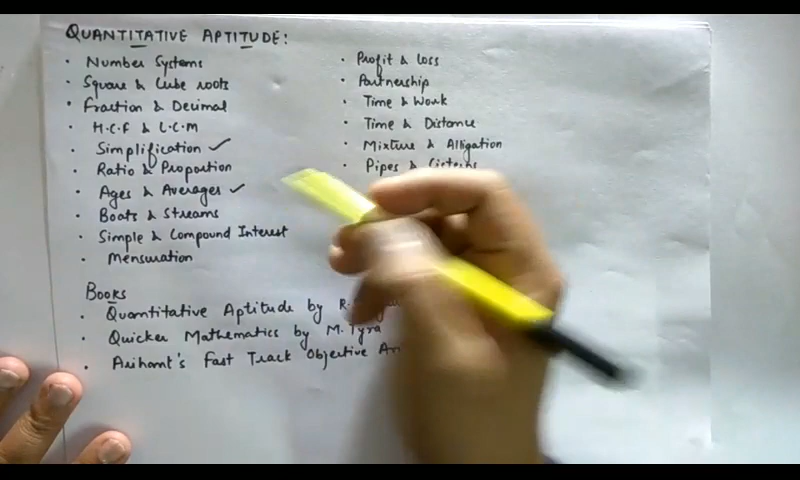 QUANTITATIVE APTITUDE:
• Number Systems
• Square & Cube roots
• Fraction & Decimal
• H.C.F & L.C.M
• Simplification ✓
• Ratio & Proportion
• Ages & Averages ✓
• Boats & Streams
• Simple & Compound Interest
• Mensuration
• Profit & Loss
• Partnership
• Time & Work
• Time & Distance
• Mixture & Alligation
• Pipes & Cisterns
Books
• Quantitative Aptitude by R.
• Quicker Mathematics by M. Tyra
• Arihant's Fast Track Objective